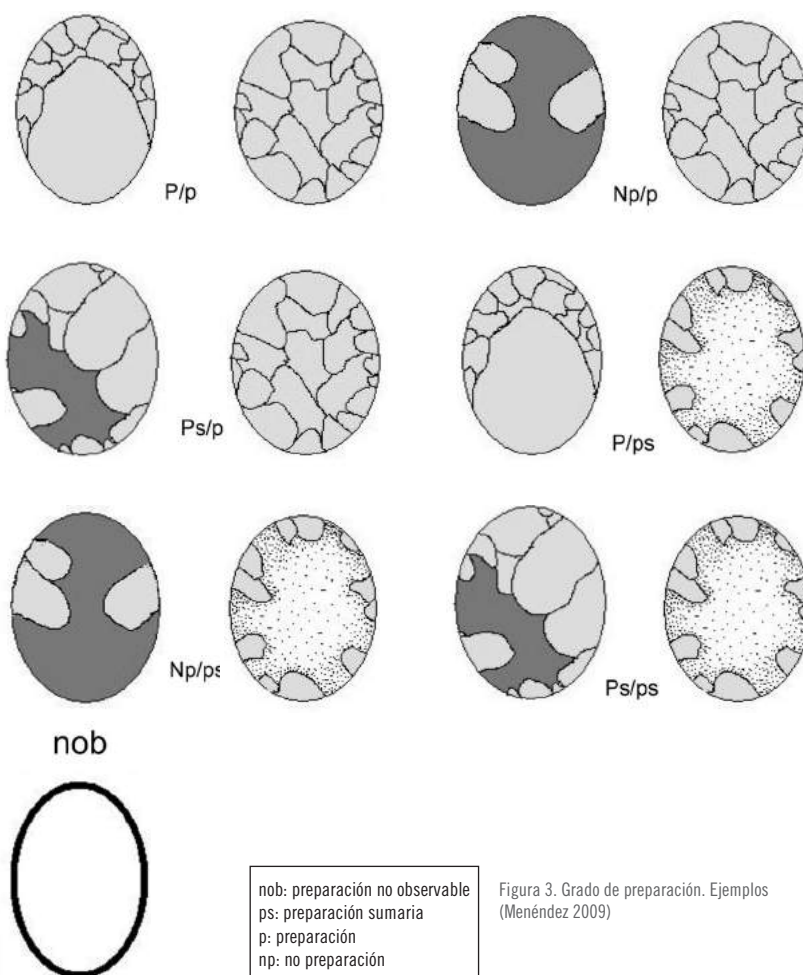 P/p
Np/p
Ps/p
P/ps
Np/ps
Ps/ps
nob
nob: preparación no observable
ps: preparación sumaria
p: preparación
np: no preparación
Figura 3. Grado de preparación. Ejemplos
(Menéndez 2009)